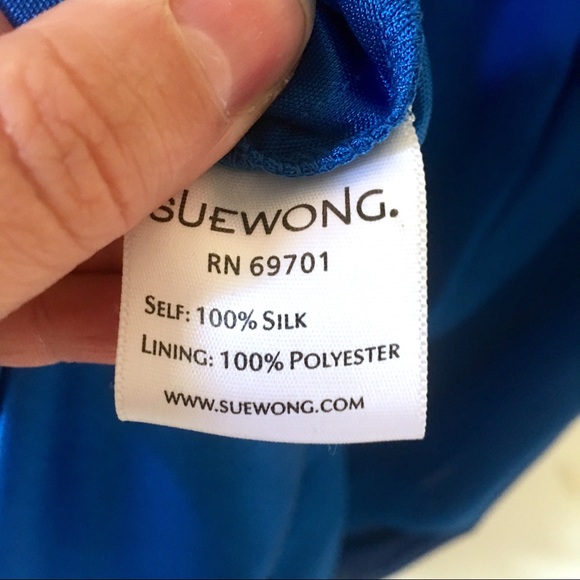 SUEWONG.
RN 69701
SELF: 100% SILK
LINING: 100% POLYESTER
WWW.SUEWONG.COM